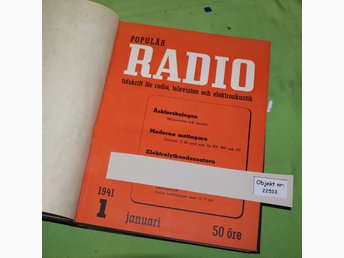 POPULÄR
RADIO
tidskrift för radio, television och elektroakustik
Åskforskningen
Moderna mottagare
Elektrolytkondensatorn
Objekt nr:
22533
1941
1
januari
50 öre